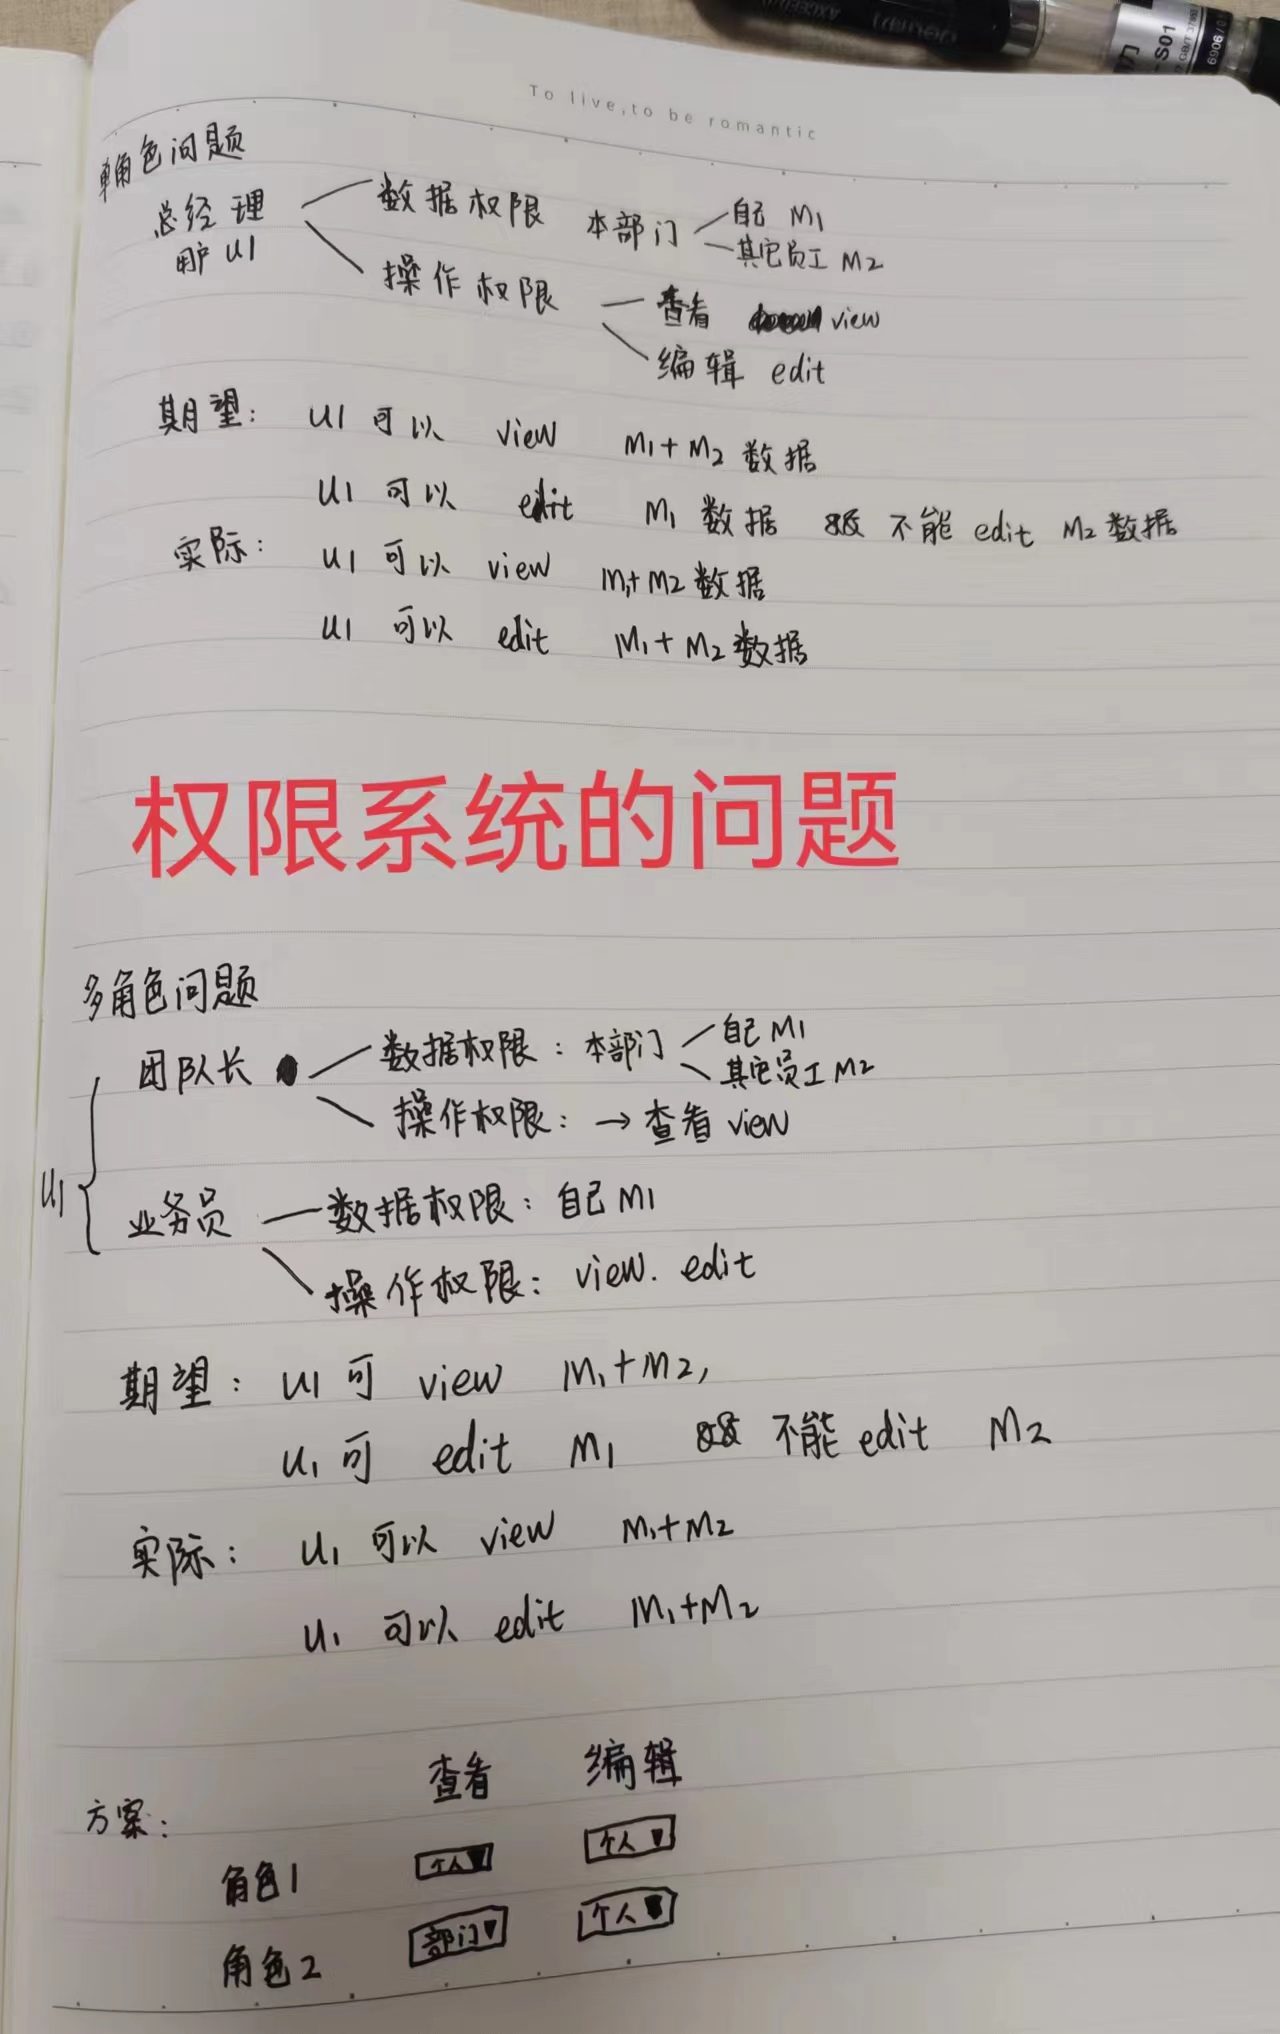 AXCEED
deli
S01
6906
To live,to be romantic
单角色问题
总经理 数据权限 本部门 自己 M1
用户 U1 其它员工 M2
操作权限 查看 view
编辑 edit
期望: U1 可以 view M1+M2 数据
U1 可以 edit M1 数据 && 不能 edit M2 数据
实际: U1 可以 view M1+M2 数据
U1 可以 edit M1+M2 数据
权限系统的问题
多角色问题
团队长 数据权限: 本部门 自己 M1
其它员工 M2
操作权限: → 查看 view
U1
业务员 数据权限: 自己 M1
操作权限: view. edit
期望: U1 可 view M1+M2,
U1 可 edit M1 && 不能 edit M2
实际: U1 可以 view M1+M2
U1 可以 edit M1+M2
查看 编辑
方案:
角色1 个人▼ 个人▼
角色2 部门▼ 个人▼